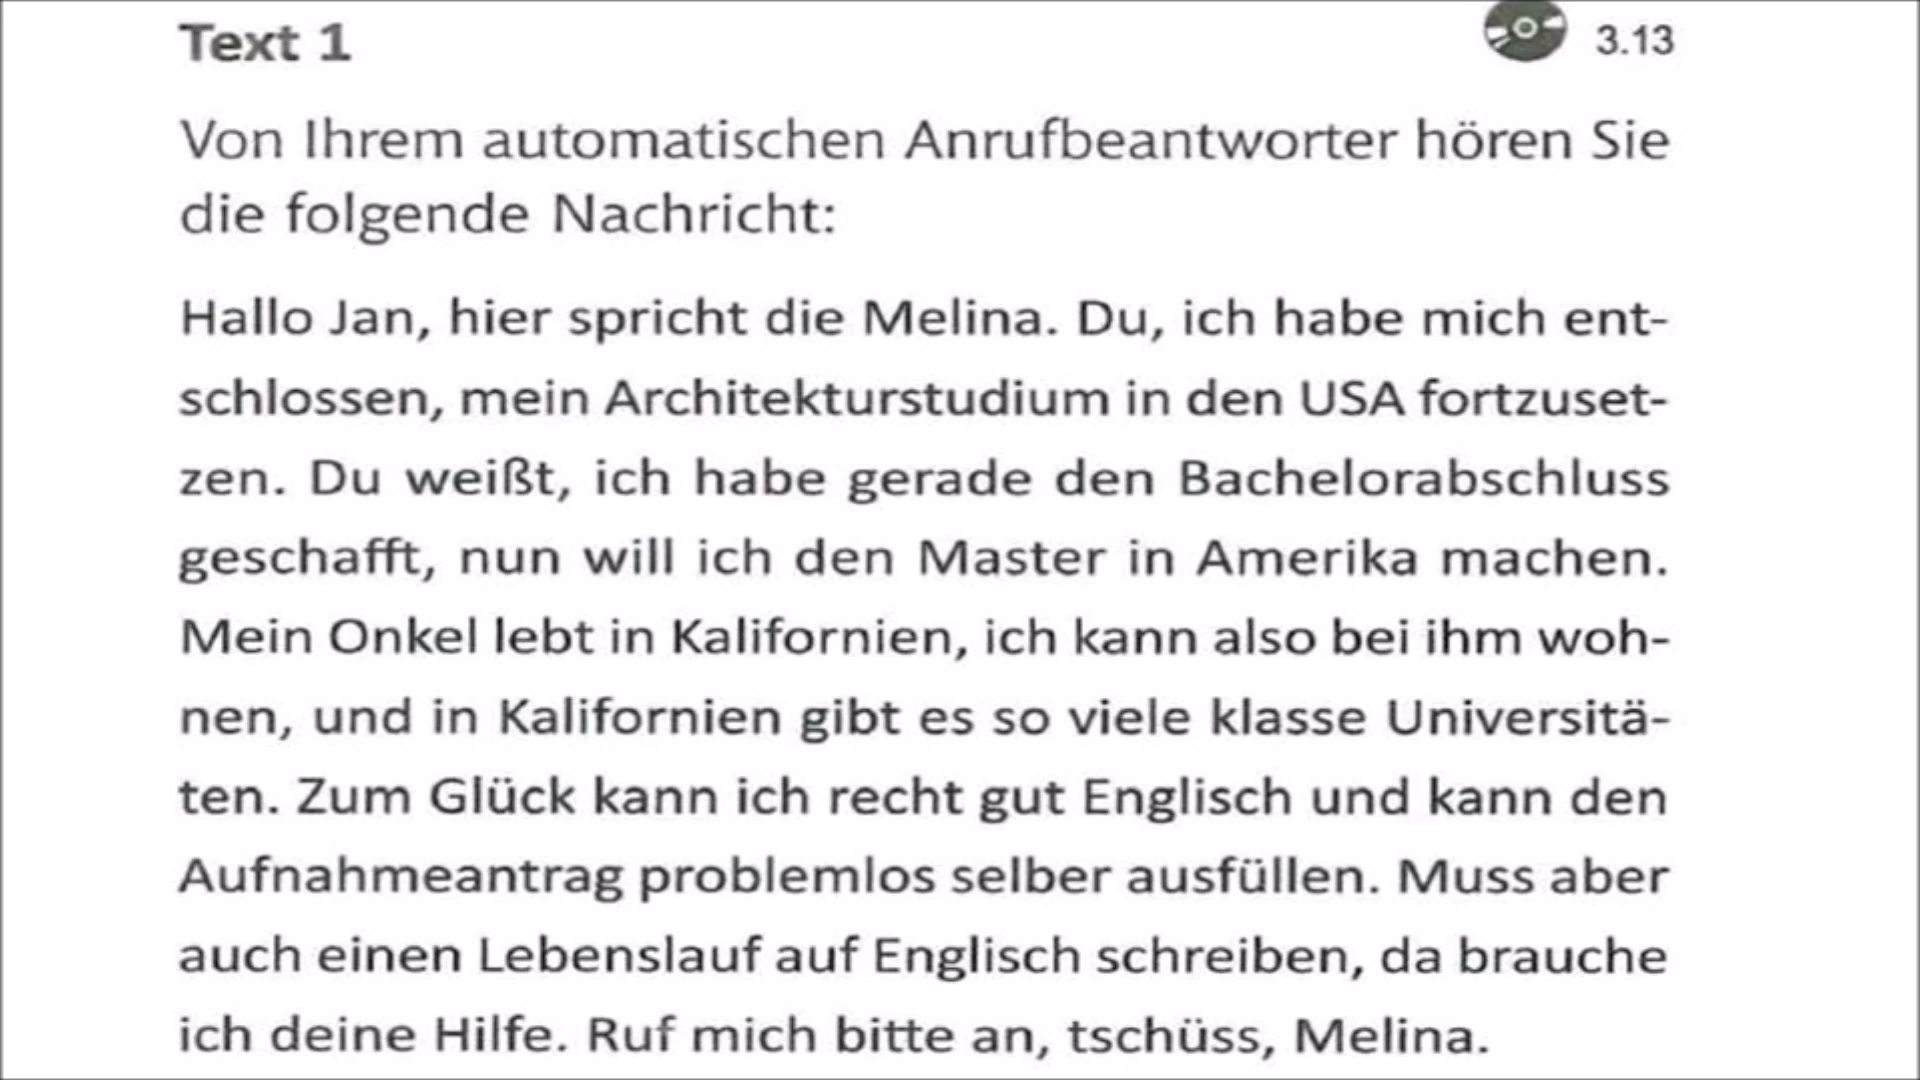 Text 1 3.13
Von Ihrem automatischen Anrufbeantworter hören Sie
die folgende Nachricht:
Hallo Jan, hier spricht die Melina. Du, ich habe mich ent-
schlossen, mein Architekturstudium in den USA fortzuset-
zen. Du weißt, ich habe gerade den Bachelorabschluss
geschafft, nun will ich den Master in Amerika machen.
Mein Onkel lebt in Kalifornien, ich kann also bei ihm woh-
nen, und in Kalifornien gibt es so viele klasse Universitä-
ten. Zum Glück kann ich recht gut Englisch und kann den
Aufnahmeantrag problemlos selber ausfüllen. Muss aber
auch einen Lebenslauf auf Englisch schreiben, da brauche
ich deine Hilfe. Ruf mich bitte an, tschüss, Melina.